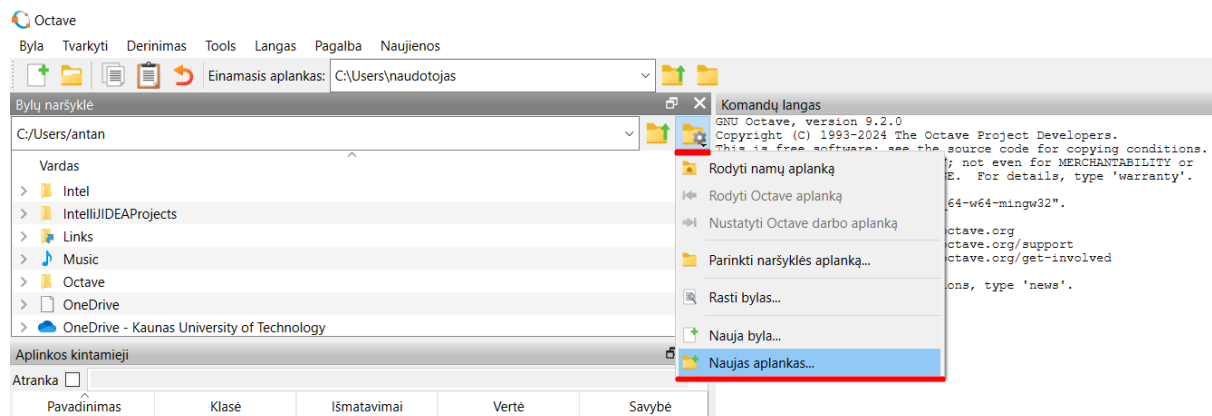 Octave
Byla Tvarkyti Derinimas Tools Langas Pagalba Naujienos
Einamasis aplankas: C:\Users\naudotojas
Bylų naršyklė
C:/Users/antan
Vardas
Intel
IntelliJIDEAProjects
Links
Music
Octave
OneDrive
OneDrive - Kaunas University of Technology
Aplinkos kintamieji
Atranka
Pavadinimas Klasė Išmatavimai Vertė Savybė
Rodyti namų aplanką
Rodyti Octave aplanką
Nustatyti Octave darbo aplanką
Parinkti naršyklės aplanką...
Rasti bylas...
Nauja byla...
Naujas aplankas...
Komandų langas
GNU Octave, version 9.2.0
Copyright (C) 1993-2024 The Octave Project Developers.
This is free software; see the source code for copying conditions.
; not even for MERCHANTABILITY or
E. For details, type 'warranty'.
64-w64-mingw32".
octave.org
octave.org/support
octave.org/get-involved
ons, type 'news'.